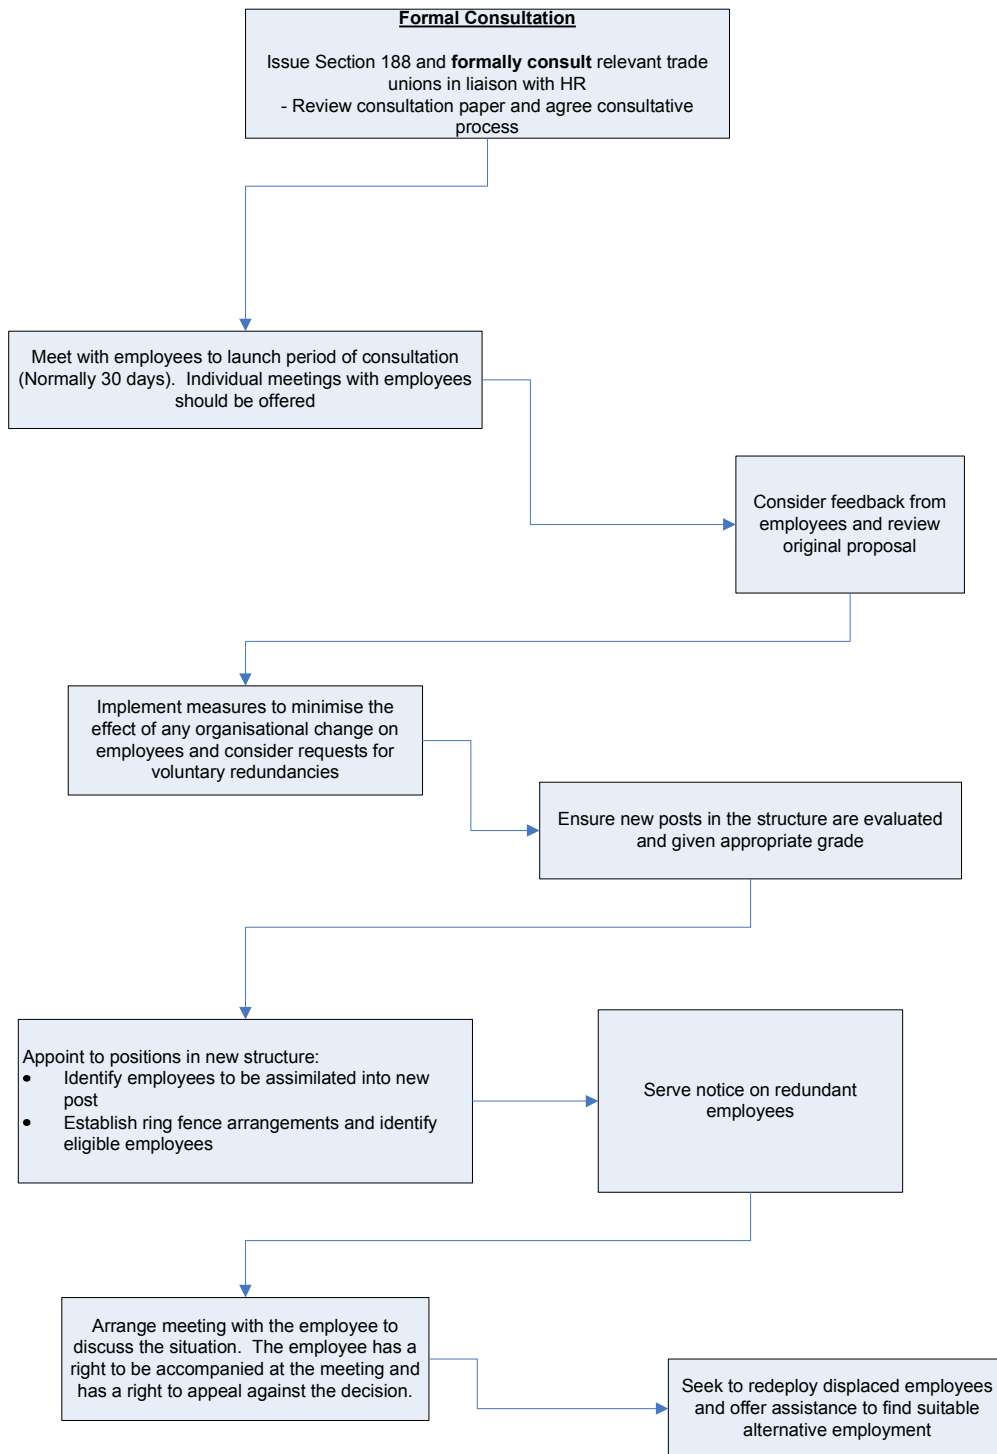 Formal Consultation
Issue Section 188 and formally consult relevant trade
unions in liaison with HR
- Review consultation paper and agree consultative
process
Meet with employees to launch period of consultation
(Normally 30 days).  Individual meetings with employees
should be offered
Consider feedback from
employees and review
original proposal
Implement measures to minimise the
effect of any organisational change on
employees and consider requests for
voluntary redundancies
Ensure new posts in the structure are evaluated
and given appropriate grade
Appoint to positions in new structure:
• Identify employees to be assimilated into new
post
• Establish ring fence arrangements and identify
eligible employees
Serve notice on redundant
employees
Arrange meeting with the employee to
discuss the situation.  The employee has a
right to be accompanied at the meeting and
has a right to appeal against the decision.
Seek to redeploy displaced employees
and offer assistance to find suitable
alternative employment